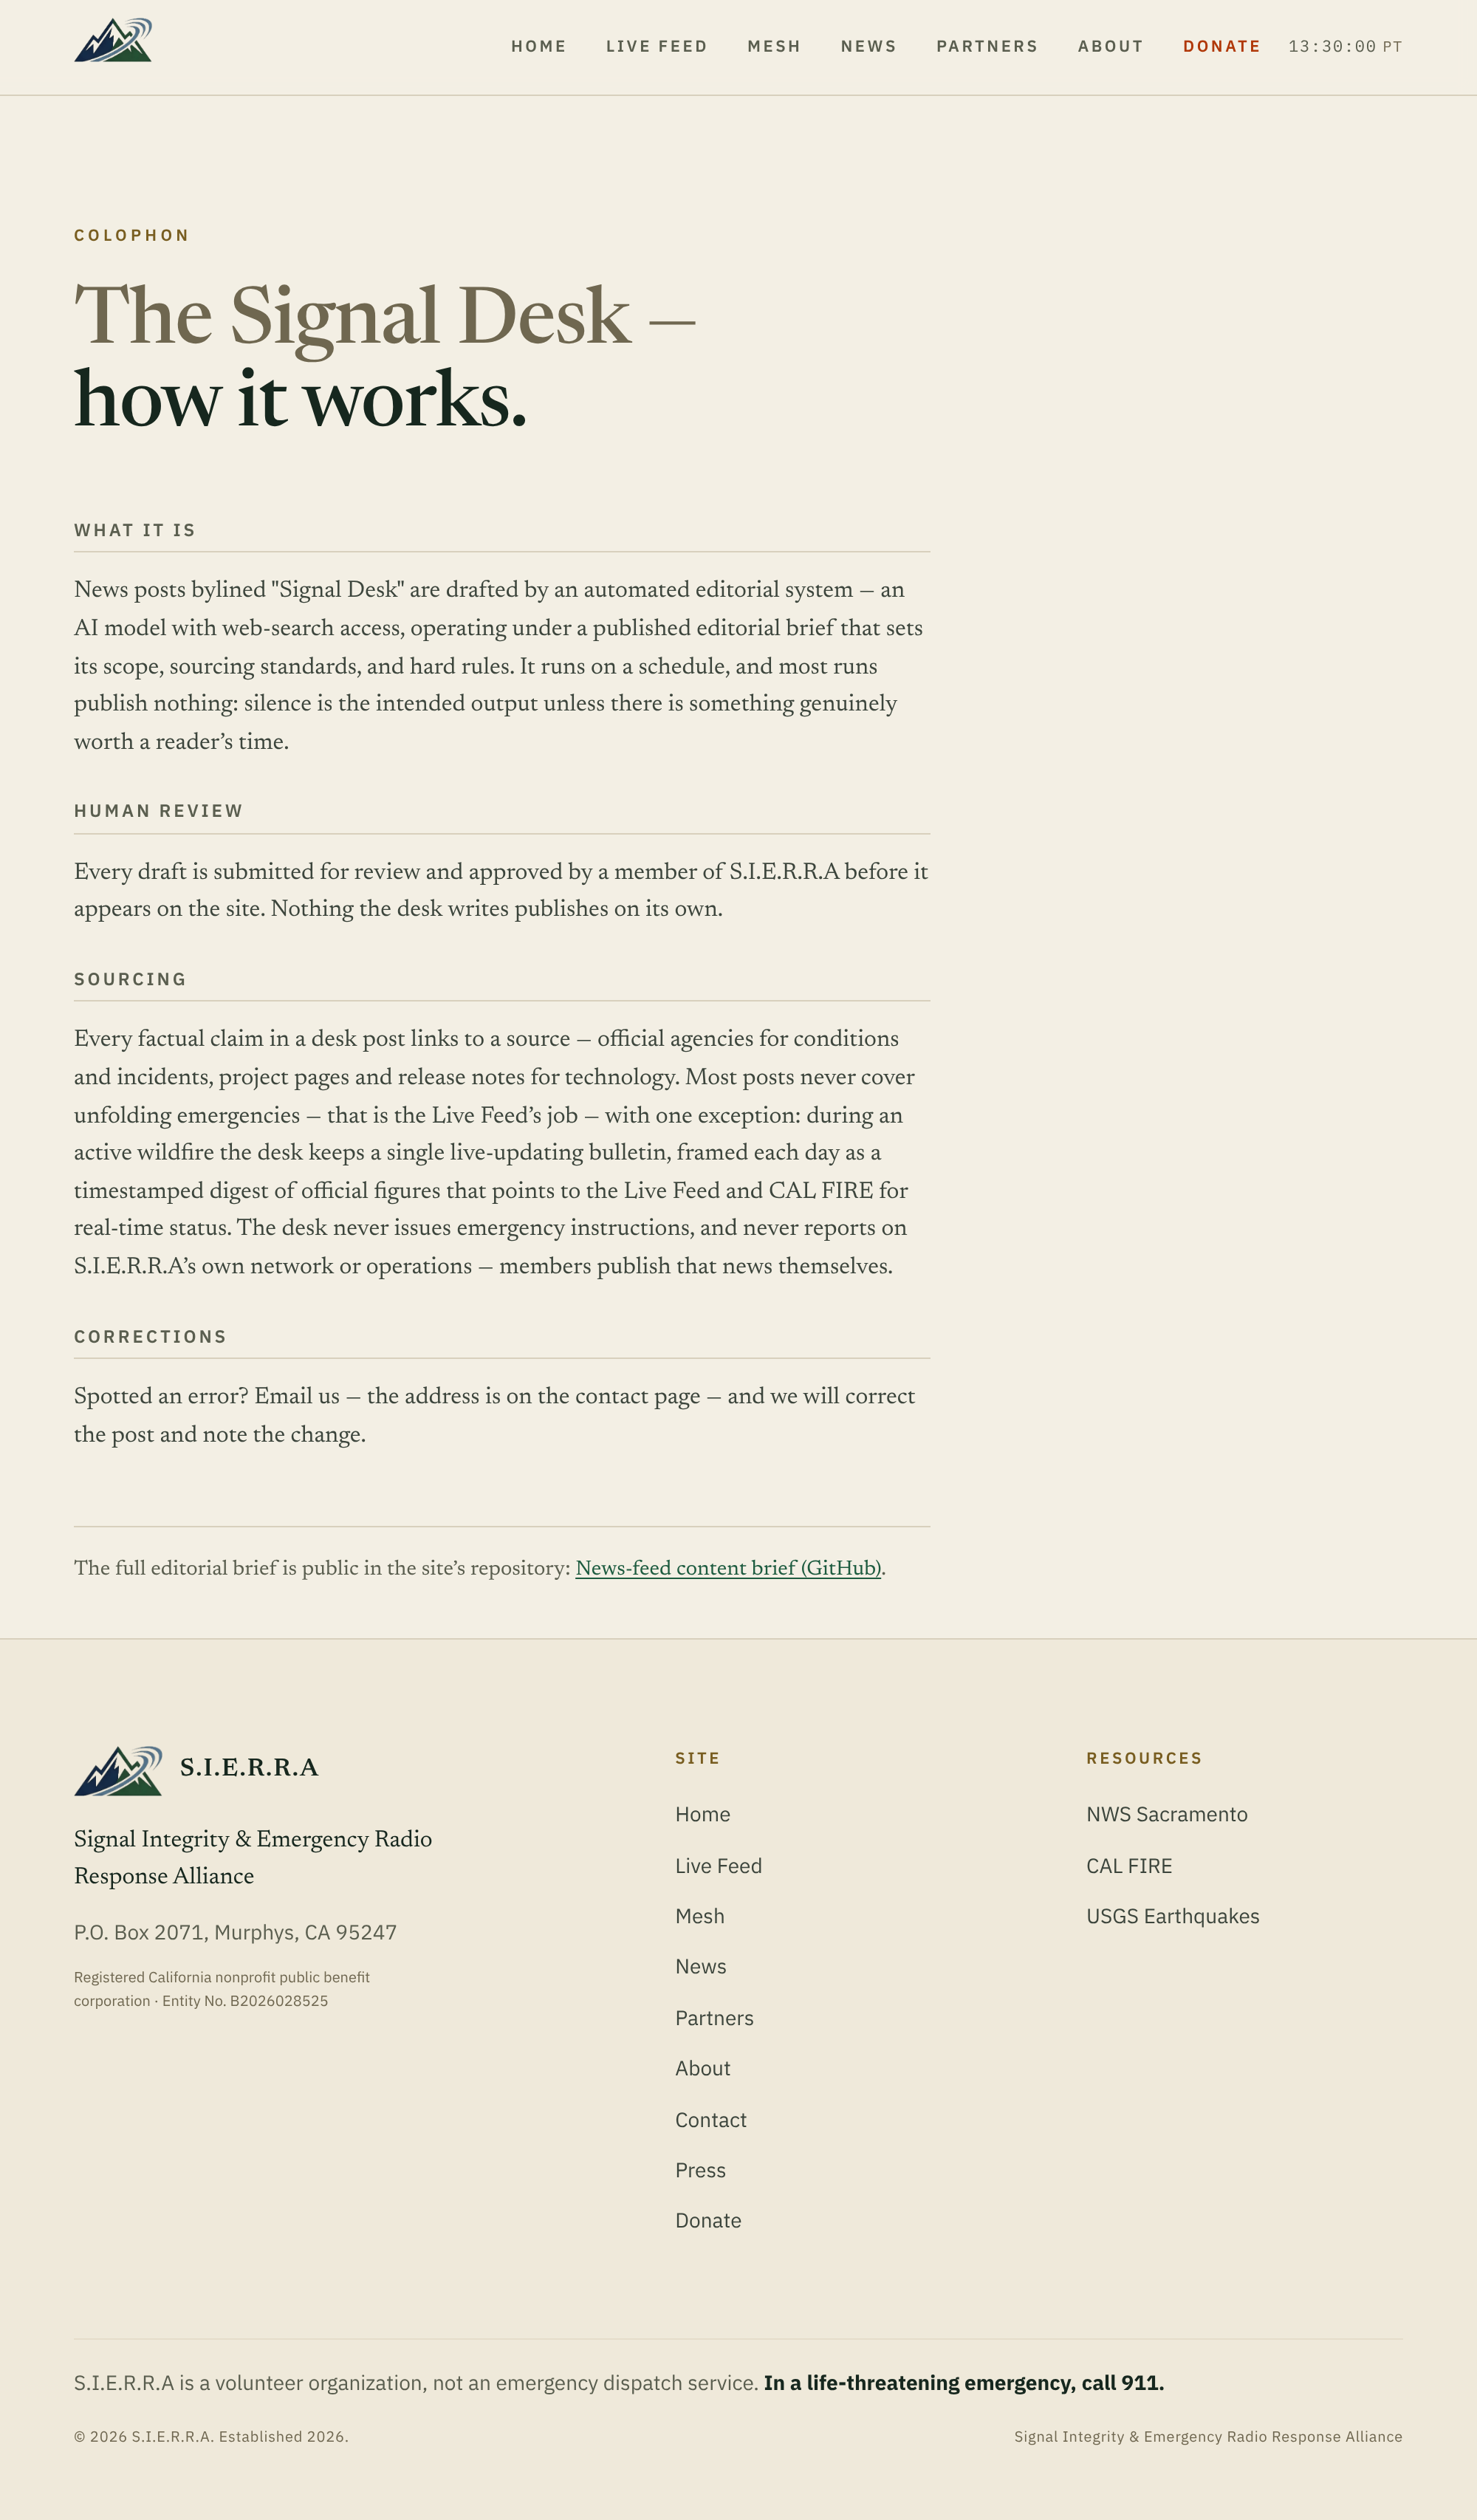 HOME LIVE FEED MESH NEWS PARTNERS ABOUT DONATE 13:30:00 PT
COLOPHON
The Signal Desk —
how it works.
WHAT IT IS
News posts bylined "Signal Desk" are drafted by an automated editorial system — an
AI model with web-search access, operating under a published editorial brief that sets
its scope, sourcing standards, and hard rules. It runs on a schedule, and most runs
publish nothing: silence is the intended output unless there is something genuinely
worth a reader’s time.
HUMAN REVIEW
Every draft is submitted for review and approved by a member of S.I.E.R.R.A before it
appears on the site. Nothing the desk writes publishes on its own.
SOURCING
Every factual claim in a desk post links to a source — official agencies for conditions
and incidents, project pages and release notes for technology. Most posts never cover
unfolding emergencies — that is the Live Feed’s job — with one exception: during an
active wildfire the desk keeps a single live-updating bulletin, framed each day as a
timestamped digest of official figures that points to the Live Feed and CAL FIRE for
real-time status. The desk never issues emergency instructions, and never reports on
S.I.E.R.R.A’s own network or operations — members publish that news themselves.
CORRECTIONS
Spotted an error? Email us — the address is on the contact page — and we will correct
the post and note the change.
The full editorial brief is public in the site’s repository: News-feed content brief (GitHub).
S.I.E.R.R.A
Signal Integrity & Emergency Radio
Response Alliance
P.O. Box 2071, Murphys, CA 95247
Registered California nonprofit public benefit
corporation · Entity No. B2026028525
SITE
Home
Live Feed
Mesh
News
Partners
About
Contact
Press
Donate
RESOURCES
NWS Sacramento
CAL FIRE
USGS Earthquakes
S.I.E.R.R.A is a volunteer organization, not an emergency dispatch service. In a life-threatening emergency, call 911.
© 2026 S.I.E.R.R.A. Established 2026.
Signal Integrity & Emergency Radio Response Alliance